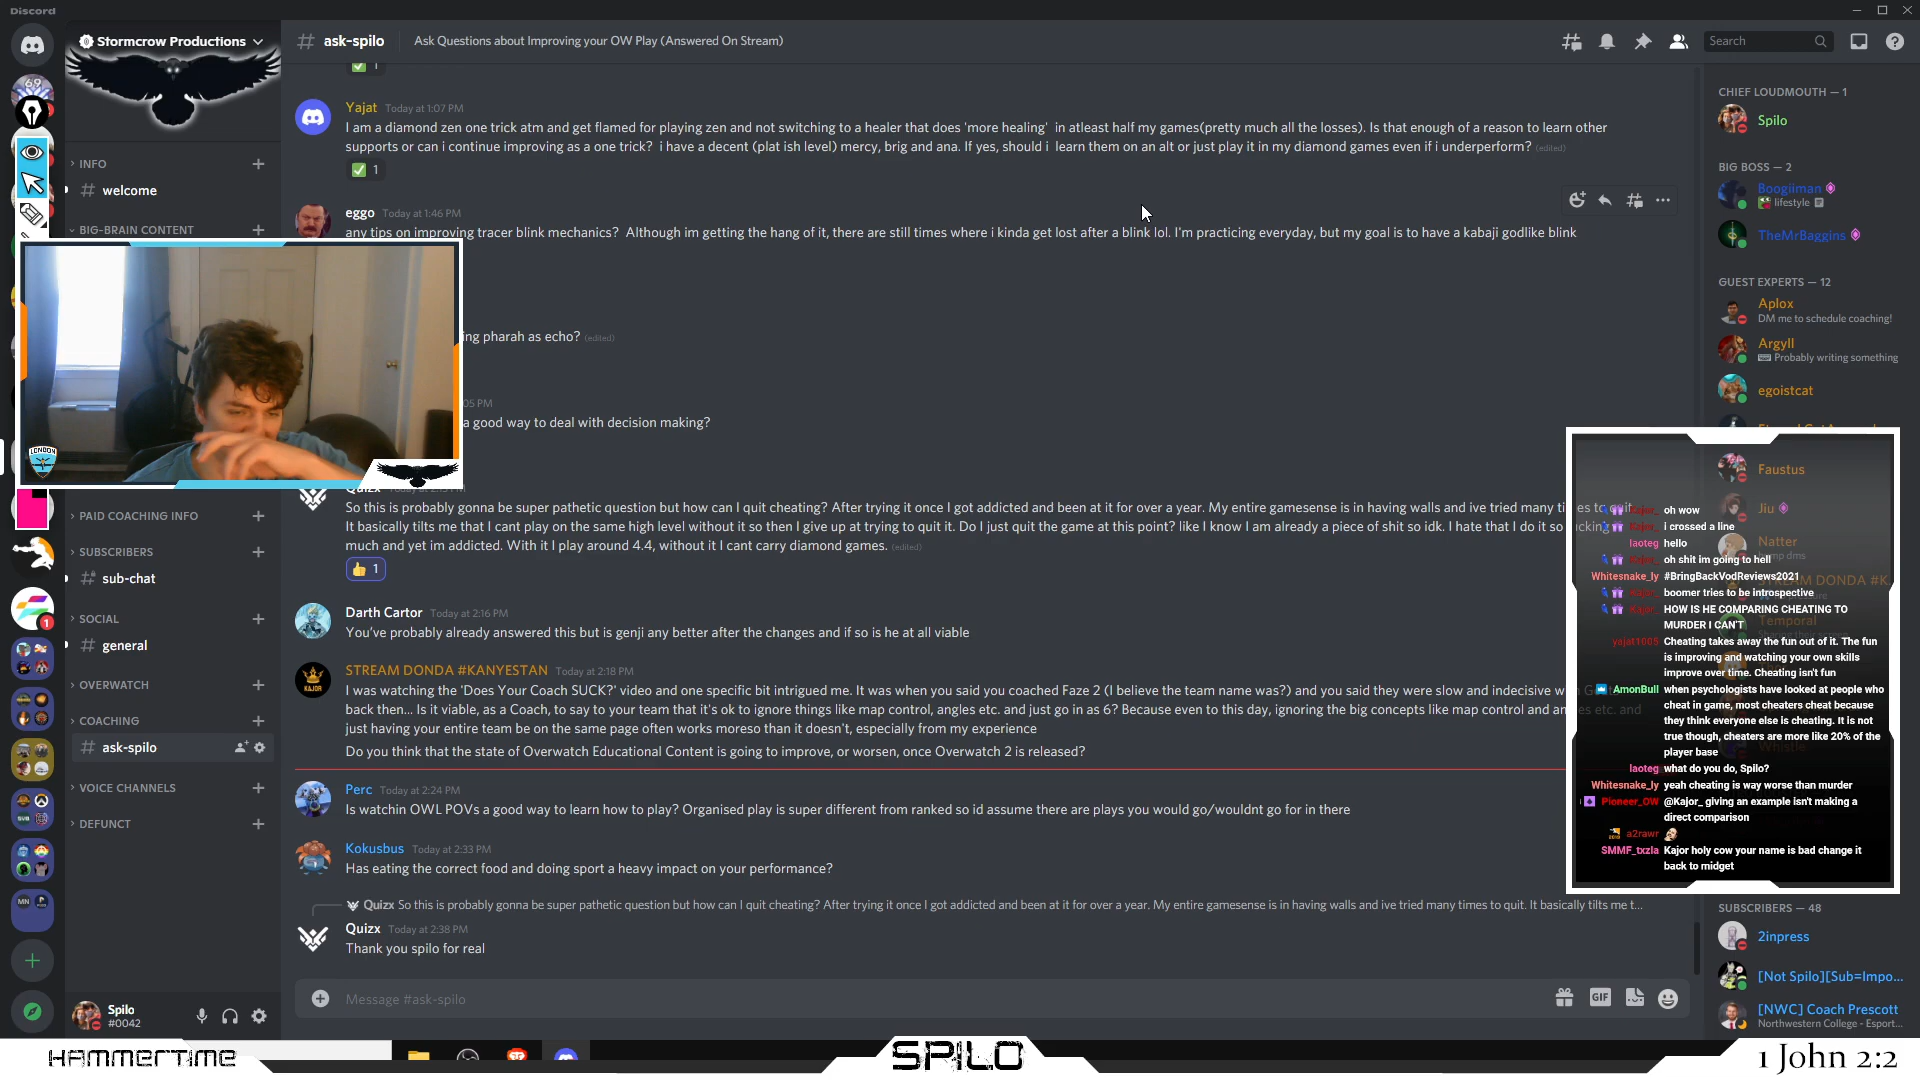 Discord
Stormcrow Productions
# ask-spilo
Ask Questions about Improving your OW Play (Answered On Stream)
Search
INFO
# welcome
BIG-BRAIN CONTENT
PAID COACHING INFO
SUBSCRIBERS
# sub-chat
SOCIAL
# general
OVERWATCH
COACHING
# ask-spilo
VOICE CHANNELS
DEFUNCT
Spilo
#0042
1
Yajat Today at 1:07 PM
I am a diamond zen one trick atm and get flamed for playing zen and not switching to a healer that does 'more healing' in atleast half my games(pretty much all the losses). Is that enough of a reason to learn other
supports or can i continue improving as a one trick? i have a decent (plat ish level) mercy, brig and ana. If yes, should i learn them on an alt or just play it in my diamond games even if i underperform? (edited)
1
eggo Today at 1:46 PM
any tips on improving tracer blink mechanics? Although im getting the hang of it, there are still times where i kinda get lost after a blink lol. I'm practicing everyday, but my goal is to have a kabaji godlike blink
ing pharah as echo? (edited)
05 PM
a good way to deal with decision making?
LONDON
Quizx
So this is probably gonna be super pathetic question but how can I quit cheating? After trying it once I got addicted and been at it for over a year. My entire gamesense is in having walls and ive tried many times to quit.
It basically tilts me that I cant play on the same high level without it so then I give up at trying to quit it. Do I just quit the game at this point? like I know I am already a piece of shit so idk. I hate that I do it so
much and yet im addicted. With it I play around 4.4, without it I cant carry diamond games. (edited)
1
Darth Cartor Today at 2:16 PM
You've probably already answered this but is genji any better after the changes and if so is he at all viable
KAJOR
STREAM DONDA #KANYESTAN Today at 2:18 PM
I was watching the 'Does Your Coach SUCK?' video and one specific bit intrigued me. It was when you said you coached Faze 2 (I believe the team name was?) and you said they were slow and indecisive
back then... Is it viable, as a Coach, to say to your team that it's ok to ignore things like map control, angles etc. and just go in as 6? Because even to this day, ignoring the big concepts like map control and an es etc. and
just having your entire team be on the same page often works moreso than it doesn't, especially from my experience
Do you think that the state of Overwatch Educational Content is going to improve, or worsen, once Overwatch 2 is released?
Perc Today at 2:24 PM
Is watchin OWL POVs a good way to learn how to play? Organised play is super different from ranked so id assume there are plays you would go/wouldnt go for in there
Kokusbus Today at 2:33 PM
Has eating the correct food and doing sport a heavy impact on your performance?
Quizx So this is probably gonna be super pathetic question but how can I quit cheating? After trying it once I got addicted and been at it for over a year. My entire gamesense is in having walls and ive tried many times to quit. It basically tilts me t...
Quizx Today at 2:38 PM
Thank you spilo for real
Message #ask-spilo
GIF
CHIEF LOUDMOUTH — 1
Spilo
BIG BOSS — 2
Boogiiman
lifestyle
TheMrBaggins
GUEST EXPERTS — 12
Aplox
DM me to schedule coaching!
Argyll
Probably writing something
egoistcat
Faustus
Jiu
Natter
STREAM DONDA #K
Temporal
Whistle
Kajor_ oh wow
Kajor_ i crossed a line
laoteg hello
Kajor_ oh shit im going to hell
Whitesnake_ly #BringBackVodReviews2021
Kajor_ boomer tries to be introspective
Kajor_ HOW IS HE COMPARING CHEATING TO
MURDER I CAN'T
yajat1005 Cheating takes away the fun out of it. The fun
is improving and watching your own skills
improve over time. Cheating isn't fun
AmonBull when psychologists have looked at people who
cheat in game, most cheaters cheat because
they think everyone else is cheating. It is not
true though, cheaters are more like 20% of the
player base
laoteg what do you do, Spilo?
Whitesnake_ly yeah cheating is way worse than murder
Pioneer_OW @Kajor_ giving an example isn't making a
direct comparison
a2rawr
SMMF_txzla Kajor holy cow your name is bad change it
back to midget
SUBSCRIBERS — 48
2inpress
[Not Spilo][Sub=Impo...
[NWC] Coach Prescott
Northwestern College - Esport...
HAMMERTIME
SPILO
1 John 2:2